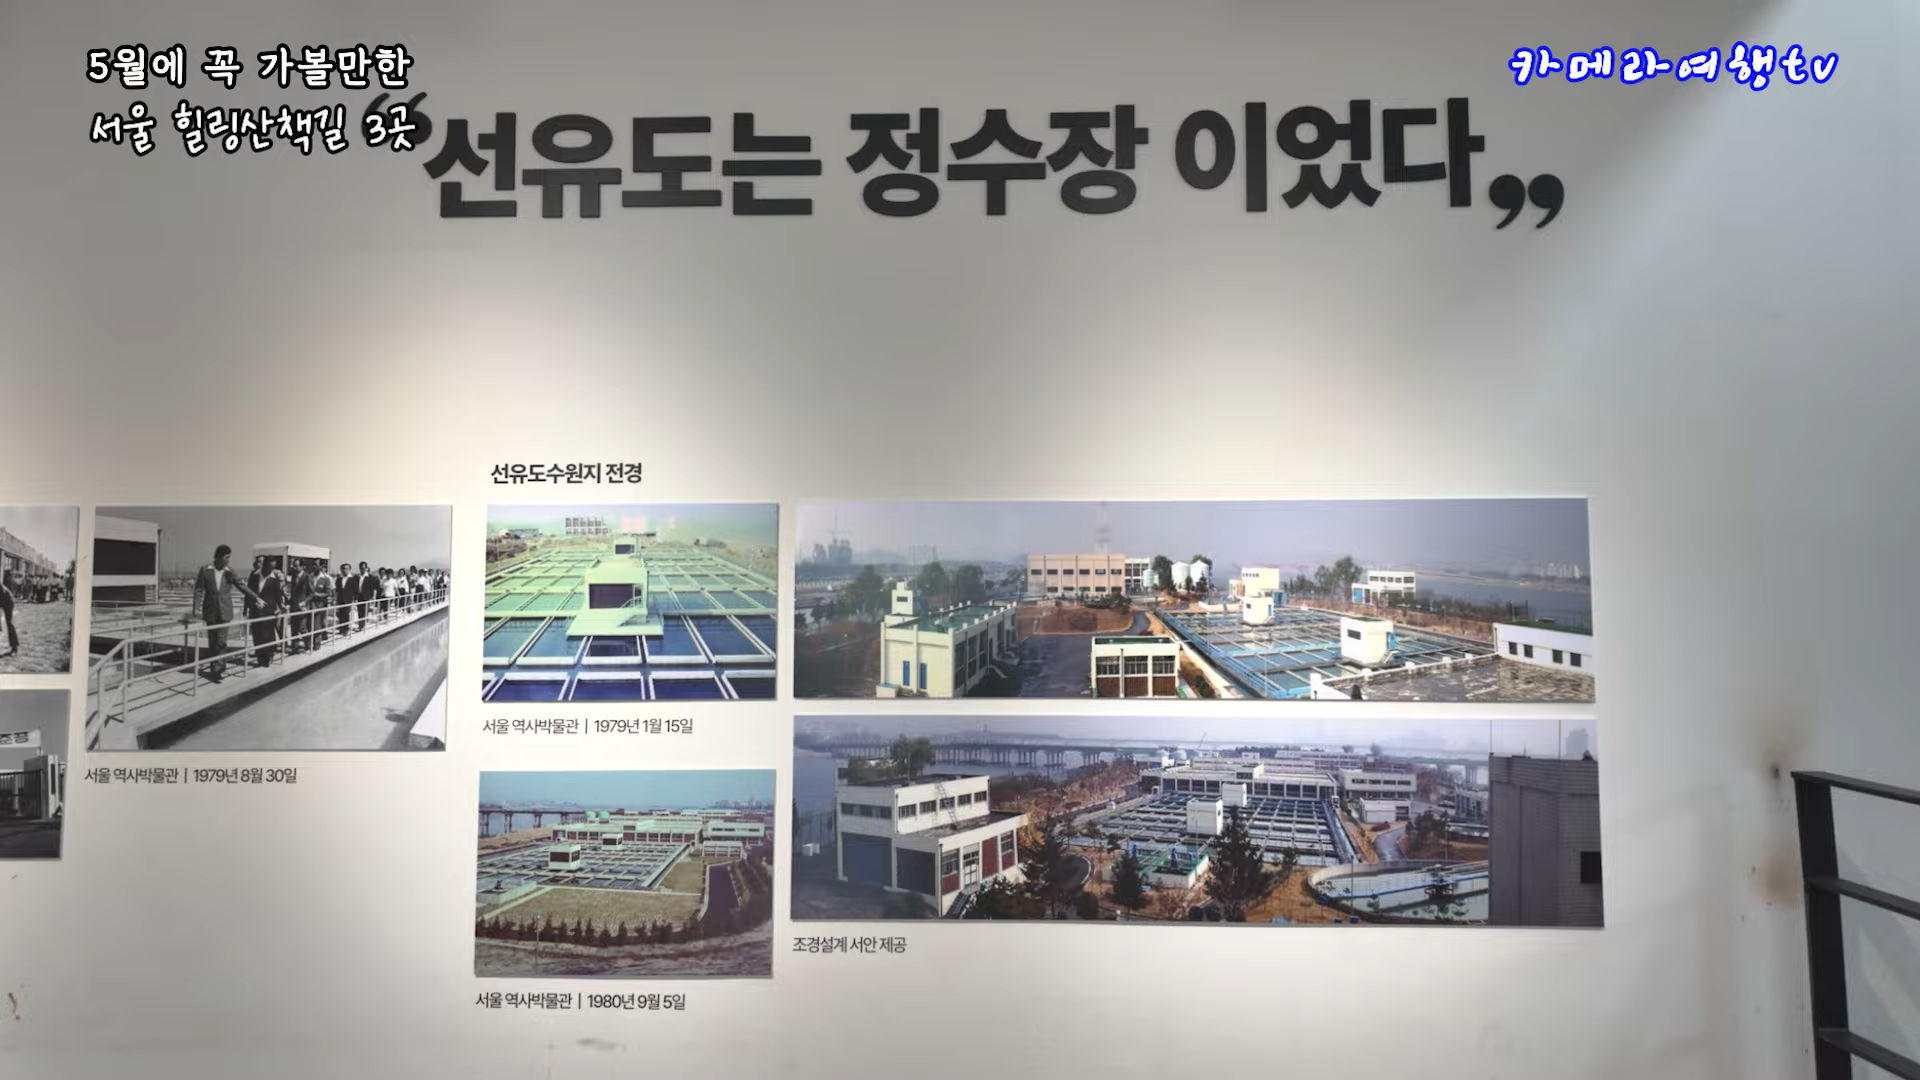 5월에 꼭 가볼만한
서울 힐링산책길 3곳
카메라여행tv
“선유도는 정수장 이었다”
선유도수원지 전경
서울 역사박물관 | 1979년 1월 15일
서울 역사박물관 | 1979년 8월 30일
조경설계 서안 제공
서울 역사박물관 | 1980년 9월 5일